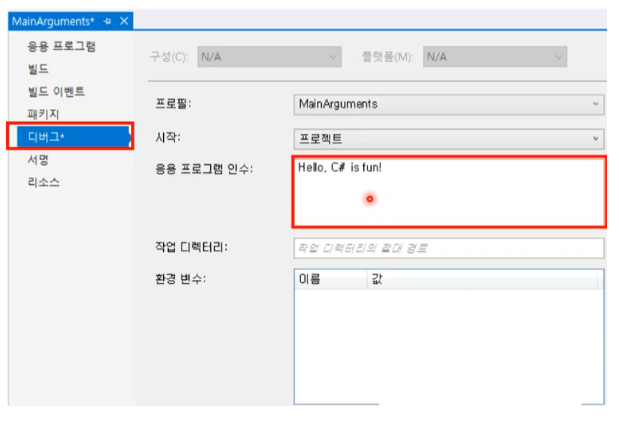 MainArguments*
응용 프로그램
빌드
빌드 이벤트
패키지
디버그*
서명
리소스
구성(C): N/A 플랫폼(M): N/A
프로필: MainArguments
시작: 프로젝트
응용 프로그램 인수: Hello, C# is fun!
작업 디렉터리: 작업 디렉터리의 절대 경로
환경 변수: 이름 값